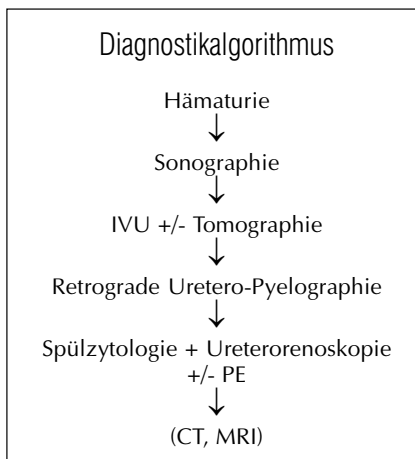 Diagnostikalgorithmus
Hämaturie
Sonographie
IVU +/- Tomographie
Retrograde Uretero-Pyelographie
Spülzytologie + Ureterorenoskopie
+/- PE
(CT, MRI)